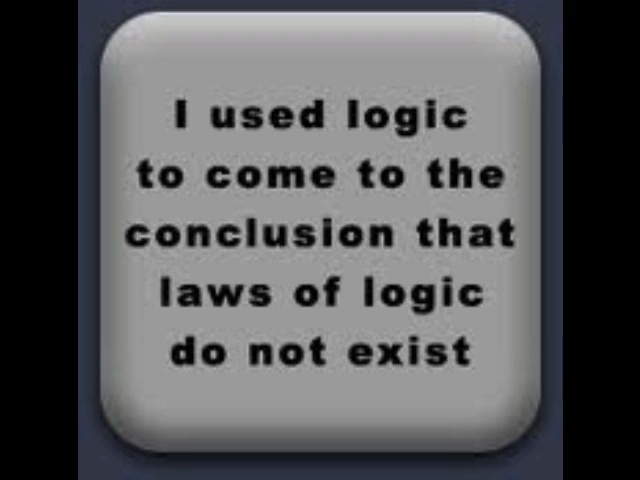 I used logic
to come to the
conclusion that
laws of logic
do not exist